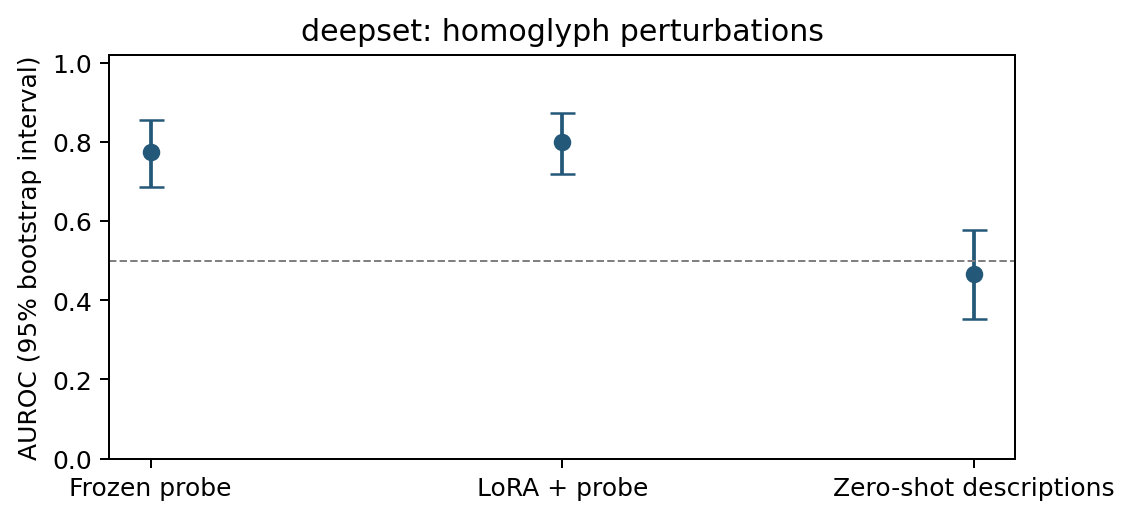 deepset: homoglyph perturbations
AUROC (95% bootstrap interval)
1.0
0.8
0.6
0.4
0.2
0.0
Frozen probe
LoRA + probe
Zero-shot descriptions